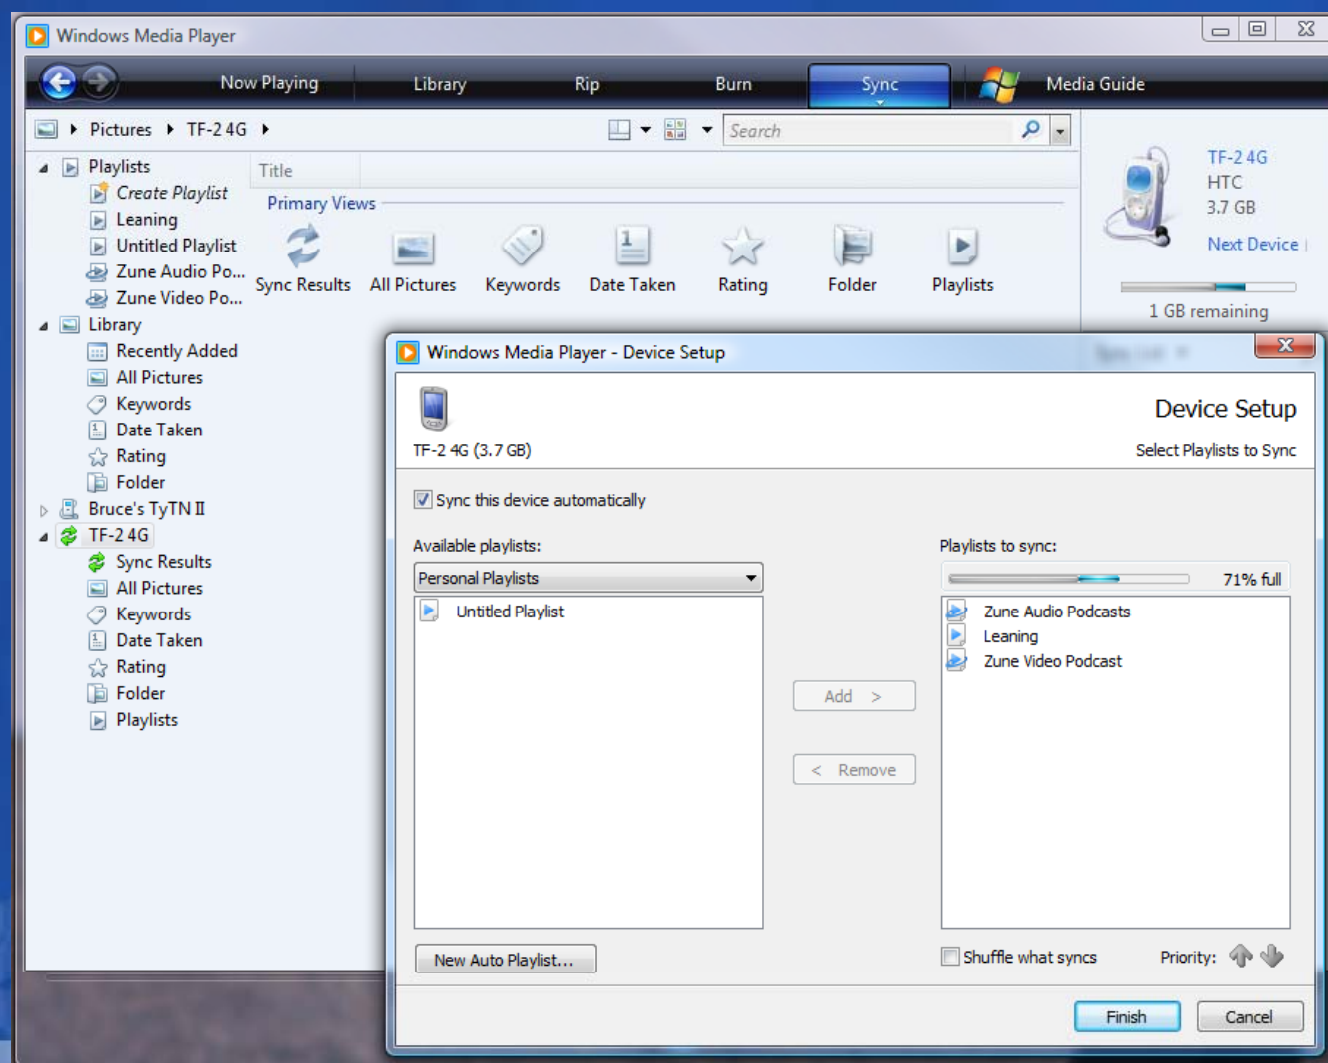 Windows Media Player
Now Playing Library Rip Burn Sync Media Guide
Pictures TF-2 4G Search
Playlists
Create Playlist
Leaning
Untitled Playlist
Zune Audio Po...
Zune Video Po...
Library
Recently Added
All Pictures
Keywords
Date Taken
Rating
Folder
Bruce's TyTN II
TF-2 4G
Sync Results
All Pictures
Keywords
Date Taken
Rating
Folder
Playlists
Title
Primary Views
Sync Results All Pictures Keywords Date Taken Rating Folder Playlists
TF-2 4G
HTC
3.7 GB
Next Device
1 GB remaining
Windows Media Player - Device Setup
Device Setup
TF-2 4G (3.7 GB) Select Playlists to Sync
Sync this device automatically
Available playlists:
Personal Playlists
Untitled Playlist
Add >
< Remove
New Auto Playlist...
Playlists to sync:
71% full
Zune Audio Podcasts
Leaning
Zune Video Podcast
Shuffle what syncs Priority:
Finish Cancel